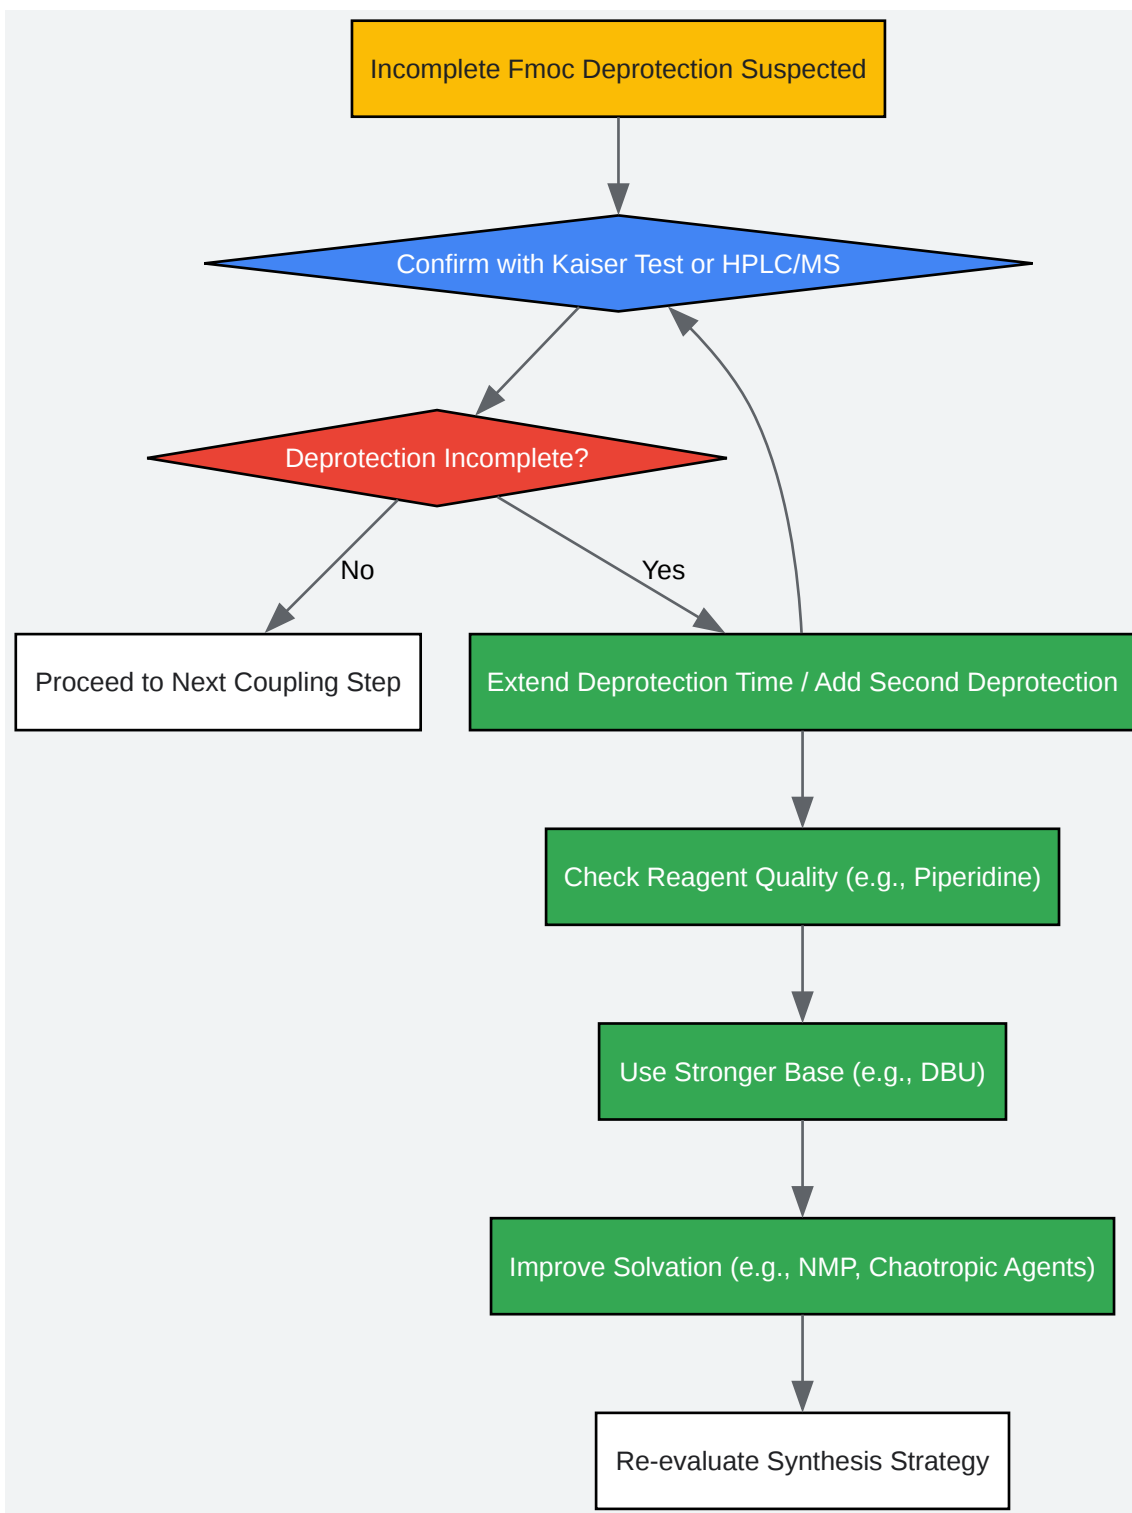 Incomplete Fmoc Deprotection Suspected
Confirm with Kaiser Test or HPLC/MS
Deprotection Incomplete?
No
Yes
Proceed to Next Coupling Step
Extend Deprotection Time / Add Second Deprotection
Check Reagent Quality (e.g., Piperidine)
Use Stronger Base (e.g., DBU)
Improve Solvation (e.g., NMP, Chaotropic Agents)
Re-evaluate Synthesis Strategy